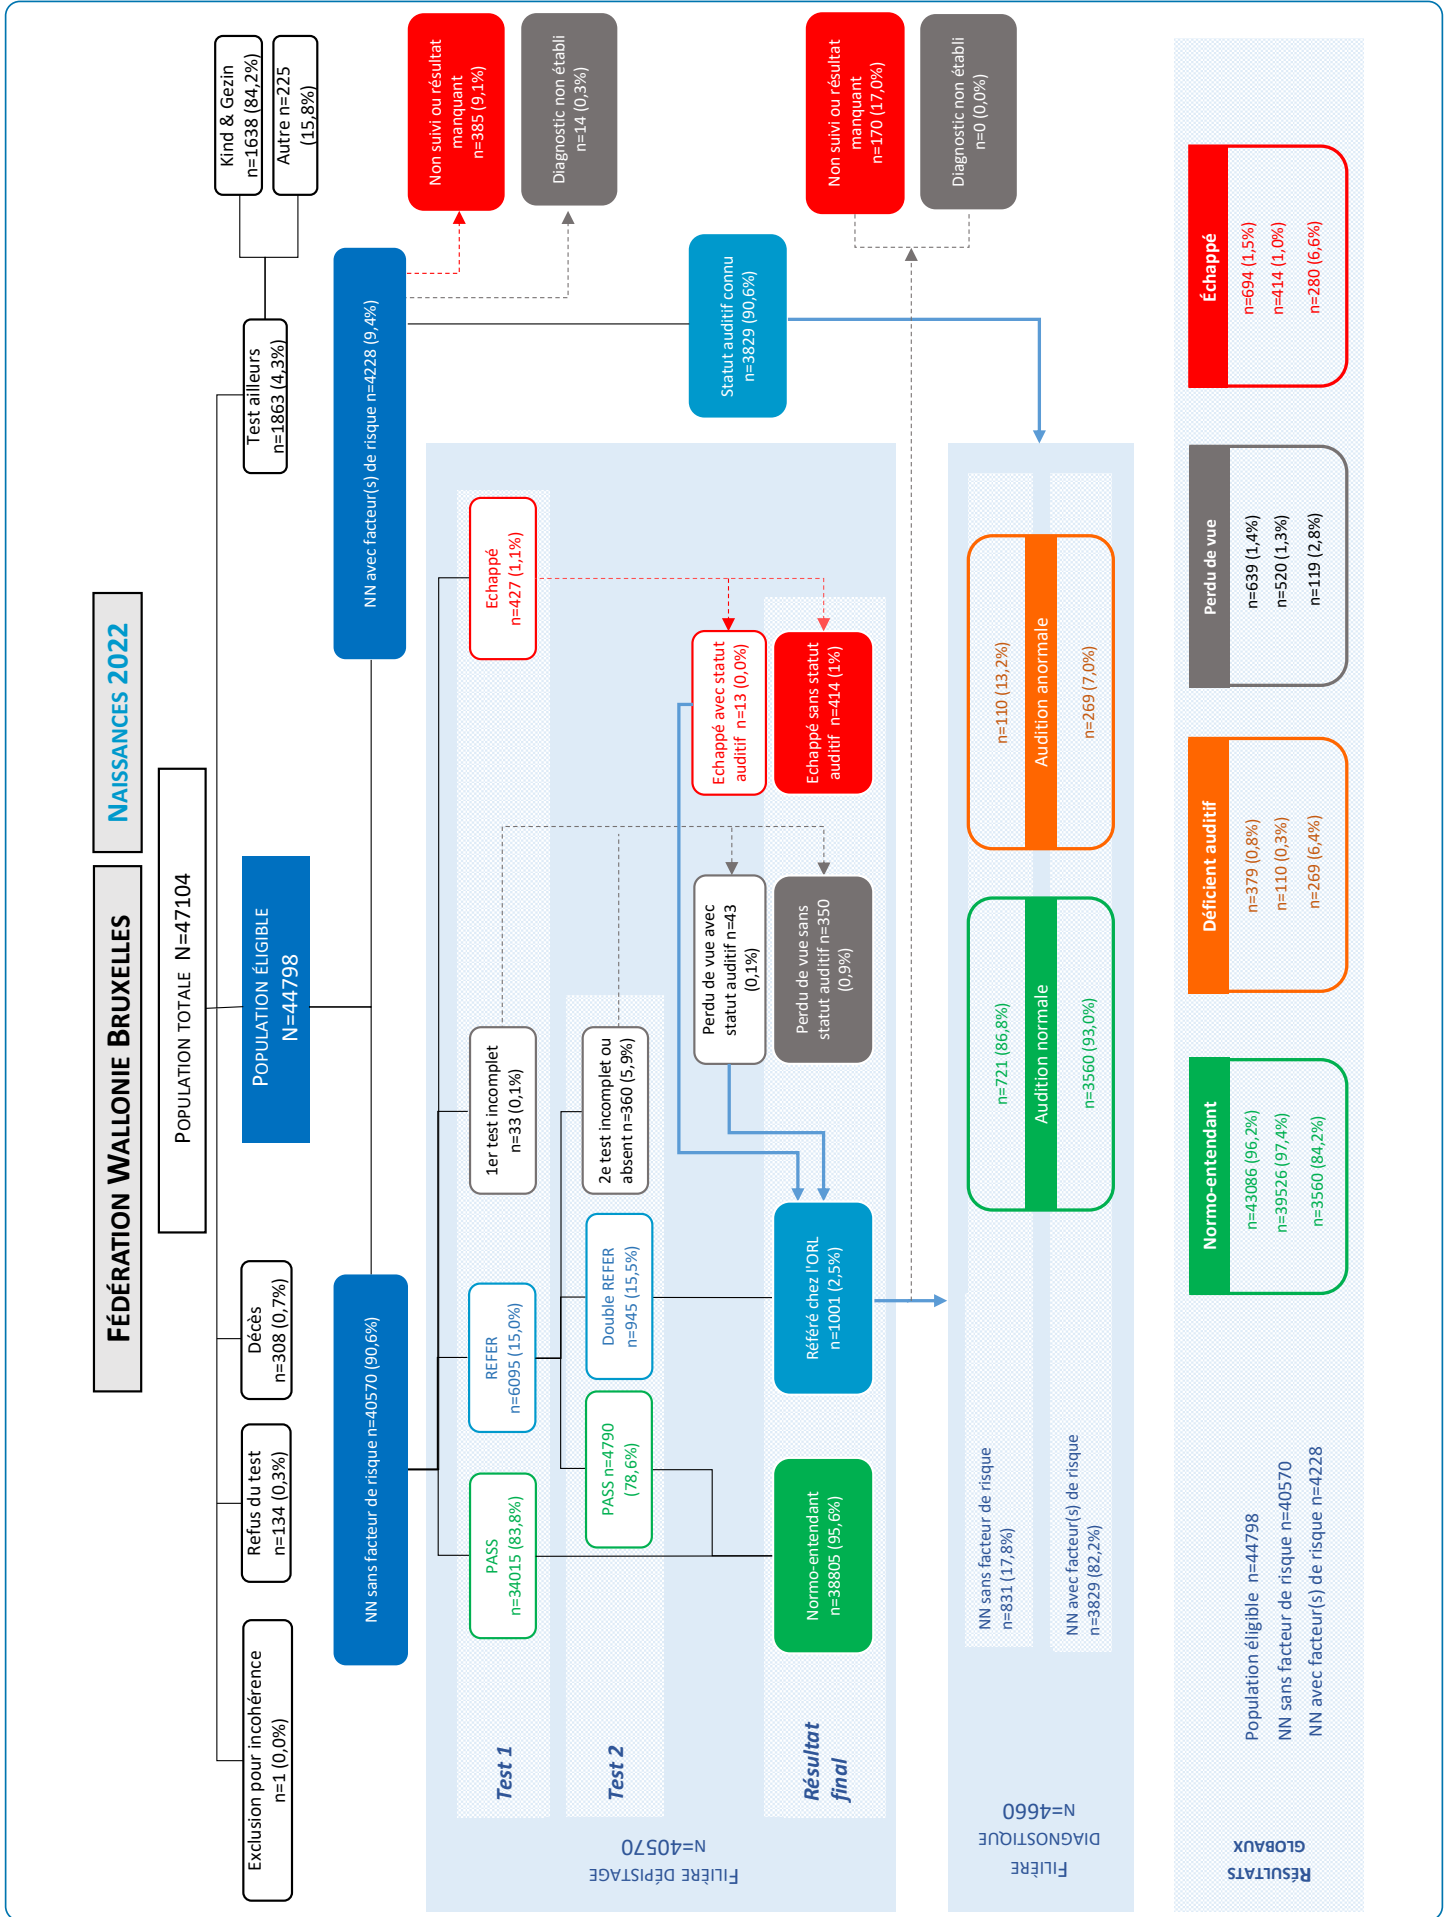 FÉDÉRATION WALLONIE BRUXELLES
NAISSANCES 2022
POPULATION TOTALE N=47104
Exclusion pour incohérence
n=1 (0,0%)
Refus du test
n=134 (0,3%)
Décès
n=308 (0,7%)
POPULATION ÉLIGIBLE
N=44798
Test ailleurs
n=1863 (4,3%)
Kind & Gezin
n=1638 (84,2%)
Autre n=225
(15,8%)
NN sans facteur de risque n=40570 (90,6%)
NN avec facteur(s) de risque n=4228 (9,4%)
Non suivi ou résultat
manquant
n=385 (9,1%)
Diagnostic non établi
n=14 (0,3%)
FILIÈRE DÉPISTAGE
N=40570
Test 1
PASS
n=34015 (83,8%)
REFER
n=6095 (15,0%)
1er test incomplet
n=33 (0,1%)
Echappé
n=427 (1,1%)
Test 2
PASS n=4790
(78,6%)
Double REFER
n=945 (15,5%)
2e test incomplet ou
absent n=360 (5,9%)
Perdu de vue avec
statut auditif n=43
(0,1%)
Echappé avec statut
auditif n=13 (0,0%)
Statut auditif connu
n=3829 (90,6%)
Résultat
final
Normo-entendant
n=38805 (95,6%)
Référé chez l'ORL
n=1001 (2,5%)
Perdu de vue sans
statut auditif n=350
(0,9%)
Echappé sans statut
auditif n=414 (1%)
Non suivi ou résultat
manquant
n=170 (17,0%)
Diagnostic non établi
n=0 (0,0%)
FILIÈRE
DIAGNOSTIQUE
N=4660
NN sans facteur de risque
n=831 (17,8%)
n=721 (86,8%)
n=110 (13,2%)
Audition normale
Audition anormale
NN avec facteur(s) de risque
n=3829 (82,2%)
n=3560 (93,0%)
n=269 (7,0%)
RÉSULTATS
GLOBAUX
Normo-entendant
Déficient auditif
Perdu de vue
Échappé
Population éligible n=44798
n=43086 (96,2%)
n=379 (0,8%)
n=639 (1,4%)
n=694 (1,5%)
NN sans facteur de risque n=40570
n=39526 (97,4%)
n=110 (0,3%)
n=520 (1,3%)
n=414 (1,0%)
NN avec facteur(s) de risque n=4228
n=3560 (84,2%)
n=269 (6,4%)
n=119 (2,8%)
n=280 (6,6%)